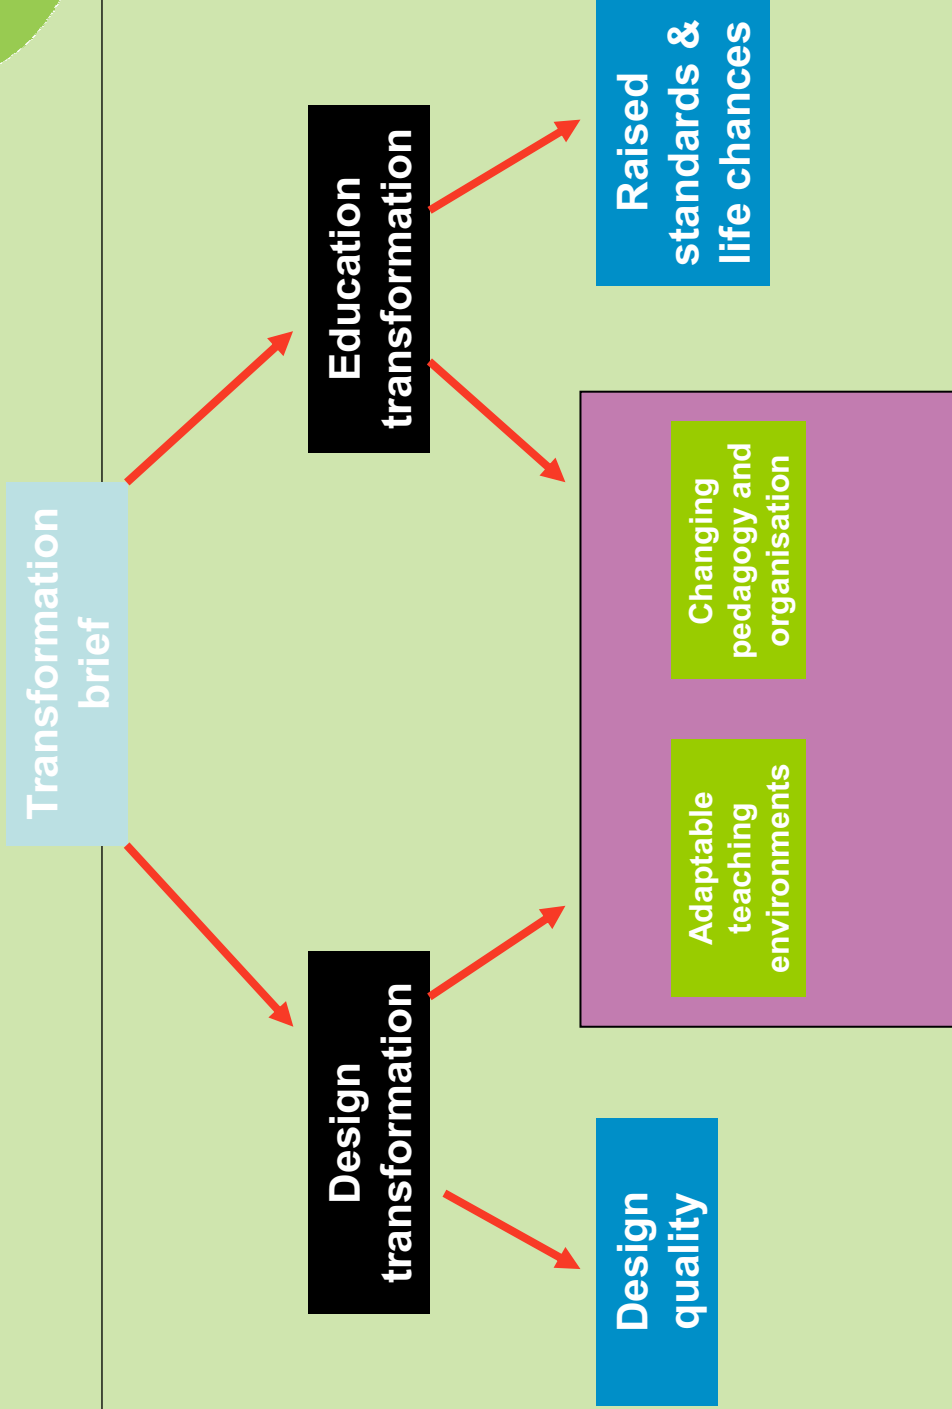 Transformation
brief
Design
transformation
Education
transformation
Design
quality
Adaptable
teaching
environments
Changing
pedagogy and
organisation
Raised
standards &
life chances